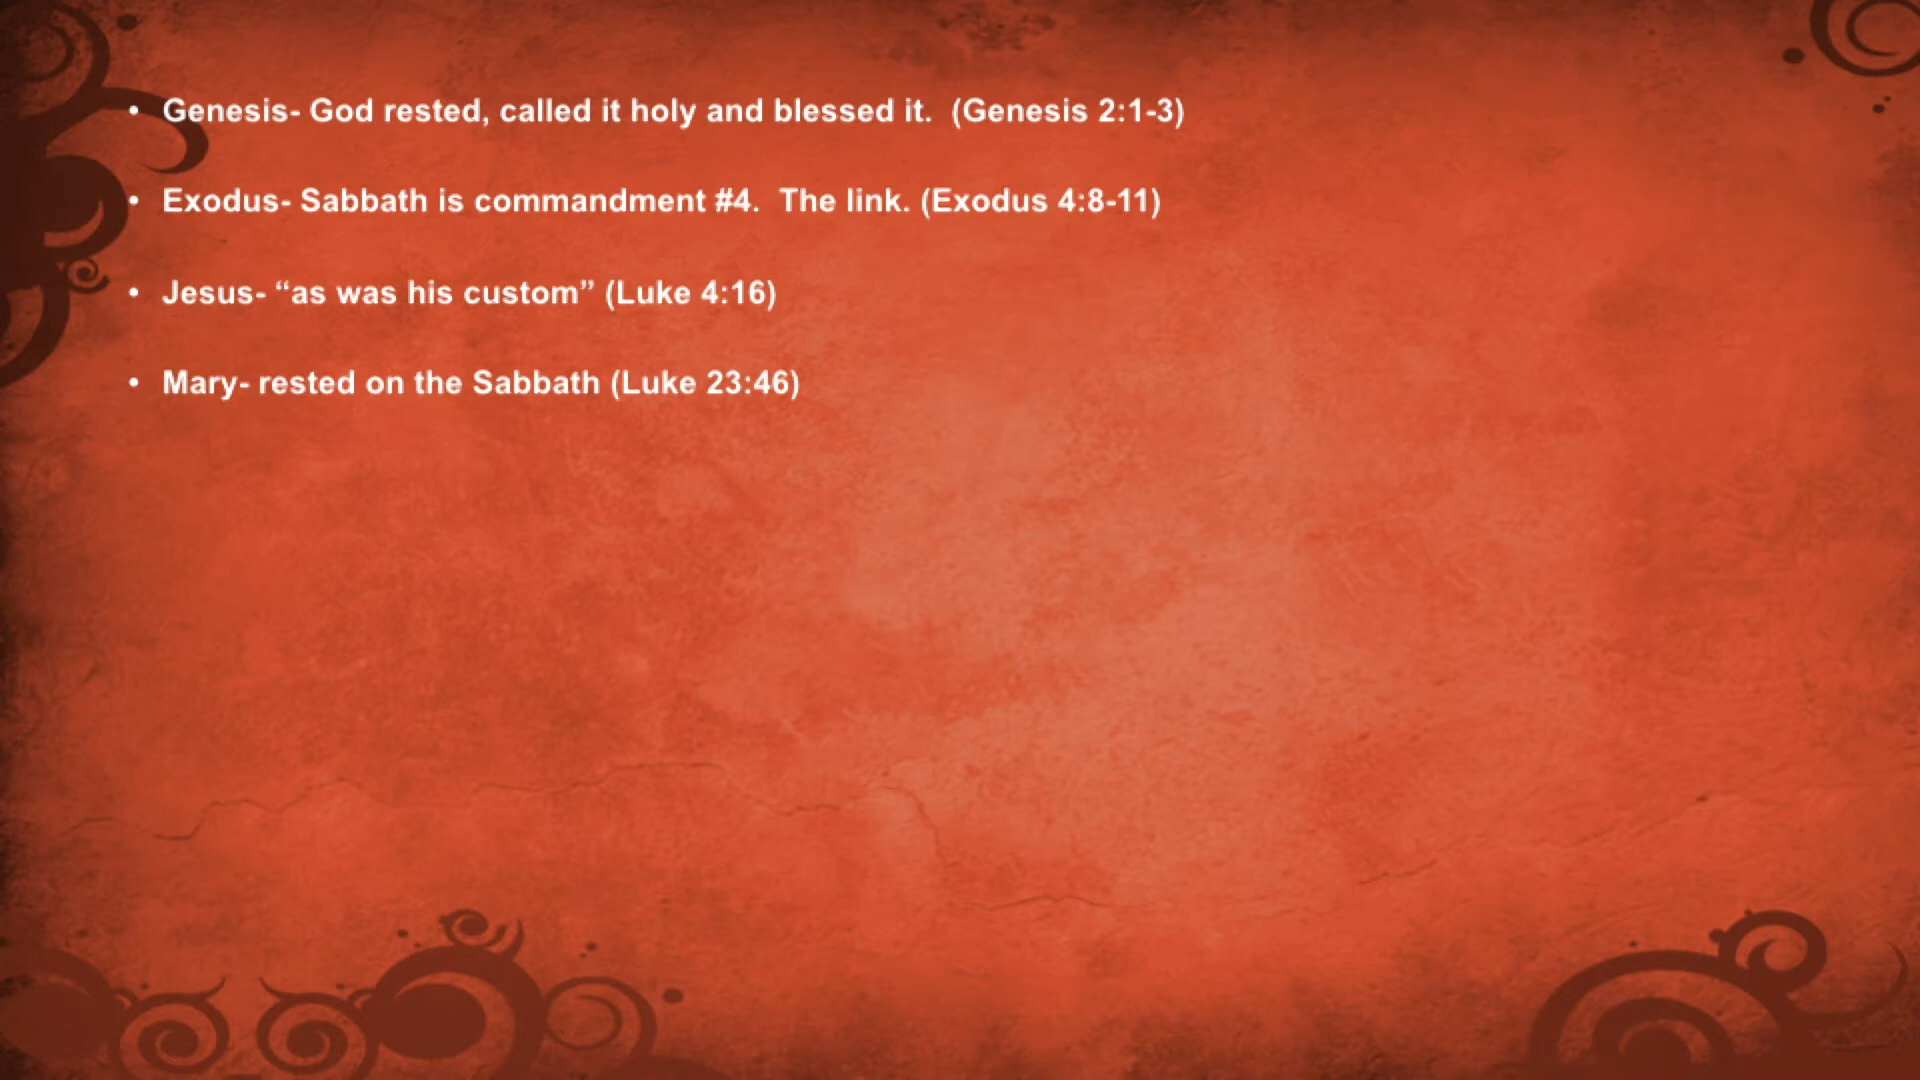 • Genesis- God rested, called it holy and blessed it.  (Genesis 2:1-3)
• Exodus- Sabbath is commandment #4.  The link. (Exodus 4:8-11)
• Jesus- “as was his custom” (Luke 4:16)
• Mary- rested on the Sabbath (Luke 23:46)